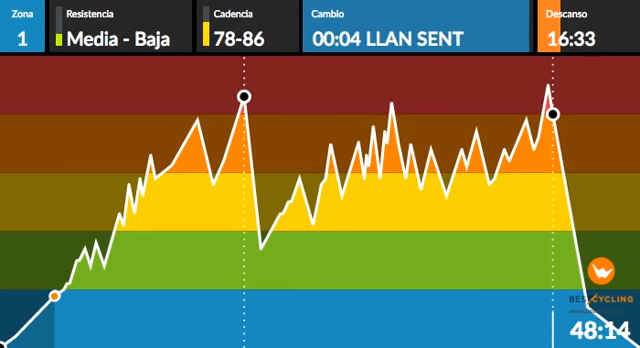 Zona
1
Resistencia
Media - Baja
Cadencia
78-86
Cambio
00:04 LLAN SENT
Descanso
16:33
BESTCYCLING
48:14